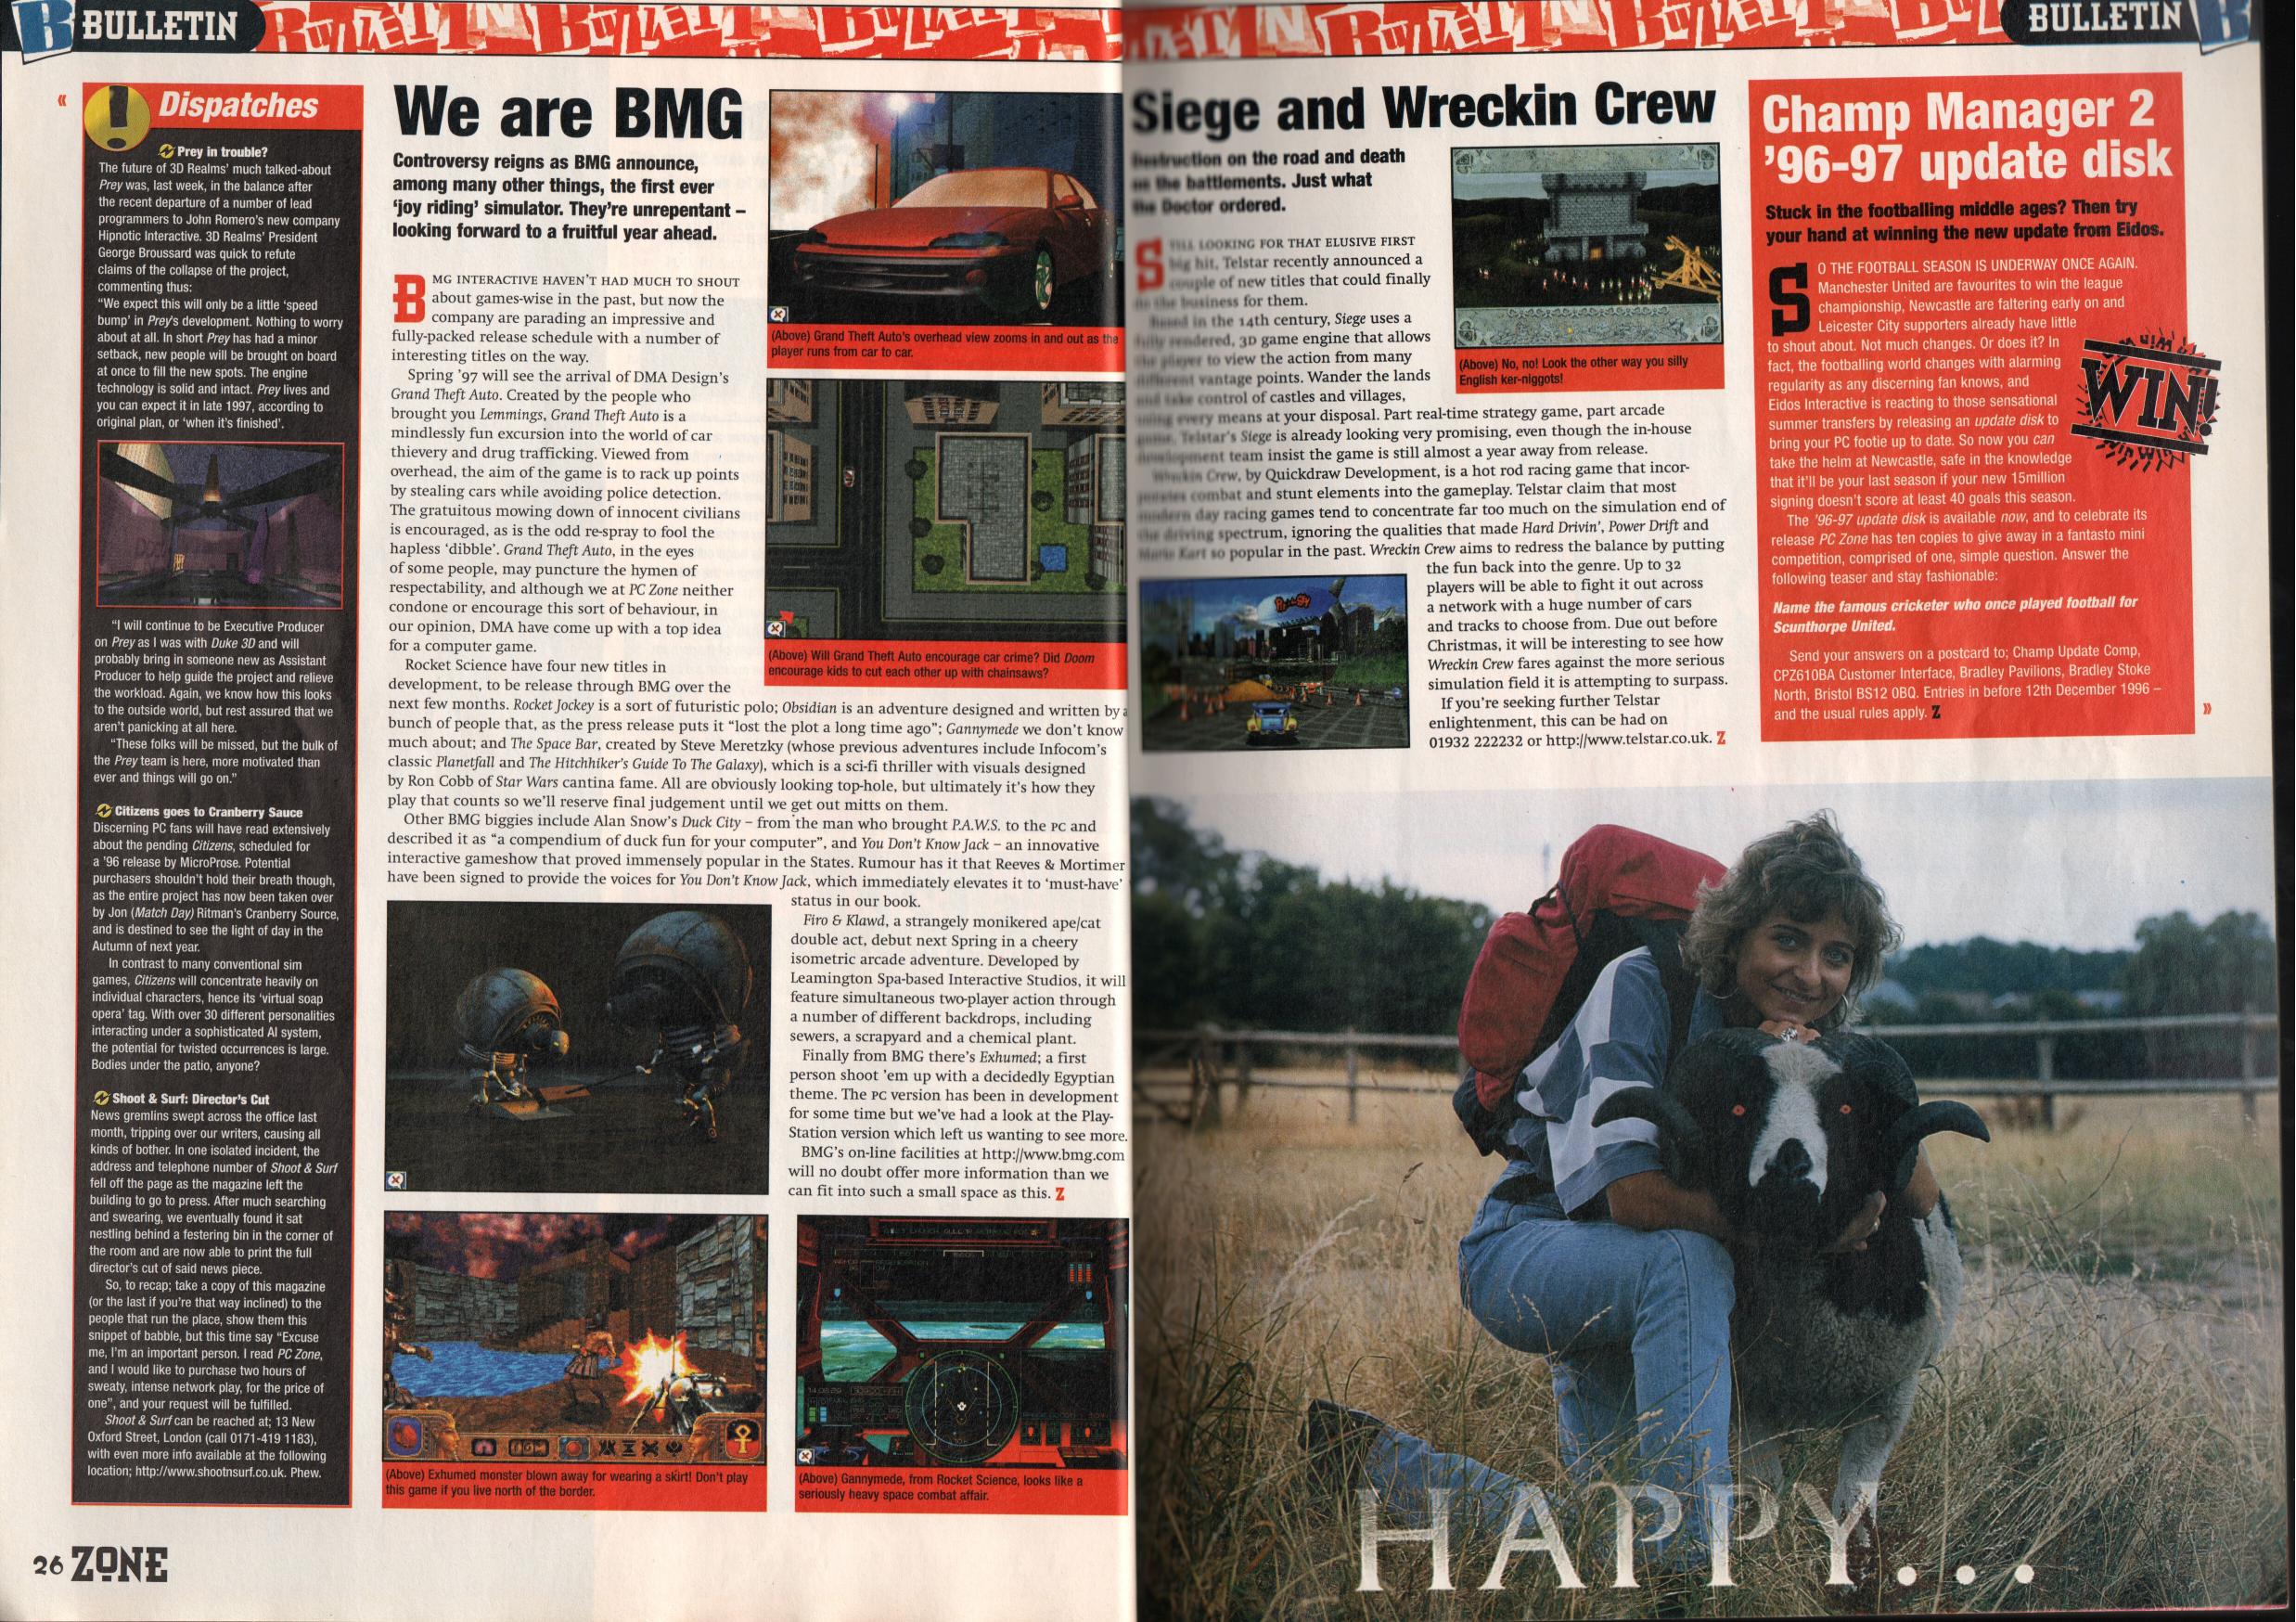 BULLETIN
BULLETIN
«
! Dispatches
Prey in trouble?
The future of 3D Realms' much talked-about
Prey was, last week, in the balance after
the recent departure of a number of lead
programmers to John Romero's new company
Hipnotic Interactive. 3D Realms' President
George Broussard was quick to refute
claims of the collapse of the project,
commenting thus:
"We expect this will only be a little 'speed
bump' in Prey's development. Nothing to worry
about at all. In short Prey has had a minor
setback, new people will be brought on board
at once to fill the new spots. The engine
technology is solid and intact. Prey lives and
you can expect it in late 1997, according to
original plan, or 'when it's finished'.
"I will continue to be Executive Producer
on Prey as I was with Duke 3D and will
probably bring in someone new as Assistant
Producer to help guide the project and relieve
the workload. Again, we know how this looks
to the outside world, but rest assured that we
aren't panicking at all here.
"These folks will be missed, but the bulk of
the Prey team is here, more motivated than
ever and things will go on."
Citizens goes to Cranberry Sauce
Discerning PC fans will have read extensively
about the pending Citizens, scheduled for
a '96 release by MicroProse. Potential
purchasers shouldn't hold their breath though,
as the entire project has now been taken over
by Jon (Match Day) Ritman's Cranberry Source,
and is destined to see the light of day in the
Autumn of next year.
In contrast to many conventional sim
games, Citizens will concentrate heavily on
individual characters, hence its 'virtual soap
opera' tag. With over 30 different personalities
interacting under a sophisticated AI system,
the potential for twisted occurrences is large.
Bodies under the patio, anyone?
Shoot & Surf: Director's Cut
News gremlins swept across the office last
month, tripping over our writers, causing all
kinds of bother. In one isolated incident, the
address and telephone number of Shoot & Surf
fell off the page as the magazine left the
building to go to press. After much searching
and swearing, we eventually found it sat
nestling behind a festering bin in the corner of
the room and are now able to print the full
director's cut of said news piece.
So, to recap; take a copy of this magazine
(or the last if you're that way inclined) to the
people that run the place, show them this
snippet of babble, but this time say "Excuse
me, I'm an important person. I read PC Zone,
and I would like to purchase two hours of
sweaty, intense network play, for the price of
one", and your request will be fulfilled.
Shoot & Surf can be reached at; 13 New
Oxford Street, London (call 0171-419 1183),
with even more info available at the following
location; http://www.shootnsurf.co.uk. Phew.
We are BMG
Controversy reigns as BMG announce,
among many other things, the first ever
'joy riding' simulator. They're unrepentant –
looking forward to a fruitful year ahead.
BMG INTERACTIVE HAVEN'T HAD MUCH TO SHOUT
about games-wise in the past, but now the
company are parading an impressive and
fully-packed release schedule with a number of
interesting titles on the way.
Spring '97 will see the arrival of DMA Design's
Grand Theft Auto. Created by the people who
brought you Lemmings, Grand Theft Auto is a
mindlessly fun excursion into the world of car
thievery and drug trafficking. Viewed from
overhead, the aim of the game is to rack up points
by stealing cars while avoiding police detection.
The gratuitous mowing down of innocent civilians
is encouraged, as is the odd re-spray to fool the
hapless 'dibble'. Grand Theft Auto, in the eyes
of some people, may puncture the hymen of
respectability, and although we at PC Zone neither
condone or encourage this sort of behaviour, in
our opinion, DMA have come up with a top idea
for a computer game.
Rocket Science have four new titles in
development, to be release through BMG over the
next few months. Rocket Jockey is a sort of futuristic polo; Obsidian is an adventure designed and written by a
bunch of people that, as the press release puts it "lost the plot a long time ago"; Gannymede we don't know
much about; and The Space Bar, created by Steve Meretzky (whose previous adventures include Infocom's
classic Planetfall and The Hitchhiker's Guide To The Galaxy), which is a sci-fi thriller with visuals designed
by Ron Cobb of Star Wars cantina fame. All are obviously looking top-hole, but ultimately it's how they
play that counts so we'll reserve final judgement until we get out mitts on them.
Other BMG biggies include Alan Snow's Duck City – from the man who brought P.A.W.S. to the PC and
described it as "a compendium of duck fun for your computer", and You Don't Know Jack – an innovative
interactive gameshow that proved immensely popular in the States. Rumour has it that Reeves & Mortimer
have been signed to provide the voices for You Don't Know Jack, which immediately elevates it to 'must-have'
status in our book.
Firo & Klawd, a strangely monikered ape/cat
double act, debut next Spring in a cheery
isometric arcade adventure. Developed by
Leamington Spa-based Interactive Studios, it will
feature simultaneous two-player action through
a number of different backdrops, including
sewers, a scrapyard and a chemical plant.
Finally from BMG there's Exhumed; a first
person shoot 'em up with a decidedly Egyptian
theme. The PC version has been in development
for some time but we've had a look at the Play-
Station version which left us wanting to see more.
BMG's on-line facilities at http://www.bmg.com
will no doubt offer more information than we
can fit into such a small space as this. Z
(Above) Grand Theft Auto's overhead view zooms in and out as the
player runs from car to car.
(Above) Will Grand Theft Auto encourage car crime? Did Doom
encourage kids to cut each other up with chainsaws?
(Above) Exhumed monster blown away for wearing a skirt! Don't play
this game if you live north of the border.
(Above) Gannymede, from Rocket Science, looks like a
seriously heavy space combat affair.
26 ZONE
Siege and Wreckin Crew
Destruction on the road and death
on the battlements. Just what
the Doctor ordered.
STILL LOOKING FOR THAT ELUSIVE FIRST
big hit, Telstar recently announced a
couple of new titles that could finally
do the business for them.
Based in the 14th century, Siege uses a
fully rendered, 3D game engine that allows
the player to view the action from many
different vantage points. Wander the lands
and take control of castles and villages,
using every means at your disposal. Part real-time strategy game, part arcade
game, Telstar's Siege is already looking very promising, even though the in-house
development team insist the game is still almost a year away from release.
Wreckin Crew, by Quickdraw Development, is a hot rod racing game that incor-
porates combat and stunt elements into the gameplay. Telstar claim that most
modern day racing games tend to concentrate far too much on the simulation end of
the driving spectrum, ignoring the qualities that made Hard Drivin', Power Drift and
Mario Kart so popular in the past. Wreckin Crew aims to redress the balance by putting
the fun back into the genre. Up to 32
players will be able to fight it out across
a network with a huge number of cars
and tracks to choose from. Due out before
Christmas, it will be interesting to see how
Wreckin Crew fares against the more serious
simulation field it is attempting to surpass.
If you're seeking further Telstar
enlightenment, this can be had on
01932 222232 or http://www.telstar.co.uk. Z
(Above) No, no! Look the other way you silly
English ker-niggots!
Champ Manager 2
'96-97 update disk
Stuck in the footballing middle ages? Then try
your hand at winning the new update from Eidos.
SO THE FOOTBALL SEASON IS UNDERWAY ONCE AGAIN.
Manchester United are favourites to win the league
championship, Newcastle are faltering early on and
Leicester City supporters already have little
to shout about. Not much changes. Or does it? In
fact, the footballing world changes with alarming
regularity as any discerning fan knows, and
Eidos Interactive is reacting to those sensational
summer transfers by releasing an update disk to
bring your PC footie up to date. So now you can
take the helm at Newcastle, safe in the knowledge
that it'll be your last season if your new 15million
signing doesn't score at least 40 goals this season.
The '96-97 update disk is available now, and to celebrate its
release PC Zone has ten copies to give away in a fantasto mini
competition, comprised of one, simple question. Answer the
following teaser and stay fashionable:
Name the famous cricketer who once played football for
Scunthorpe United.
Send your answers on a postcard to; Champ Update Comp,
CPZ610BA Customer Interface, Bradley Pavilions, Bradley Stoke
North, Bristol BS12 0BQ. Entries in before 12th December 1996 –
and the usual rules apply. Z
WIN!
»
HAPPY...